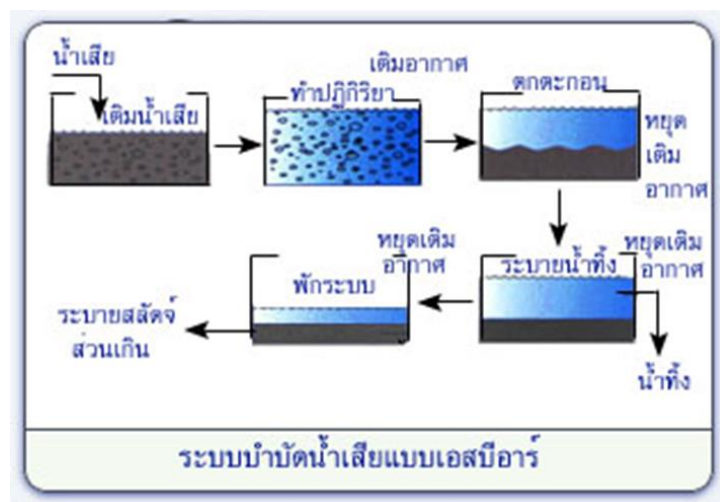 น้ำเสีย
เติมน้ำเสีย
เติมอากาศ
ทำปฏิกิริยา
ตกตะกอน
หยุด
เติม
อากาศ
หยุดเติม
อากาศ
ระบายน้ำทิ้ง
หยุดเติม
อากาศ
พักระบบ
ระบายสลัดจ์
ส่วนเกิน
น้ำทิ้ง
ระบบบำบัดน้ำเสียแบบเอสบีอาร์